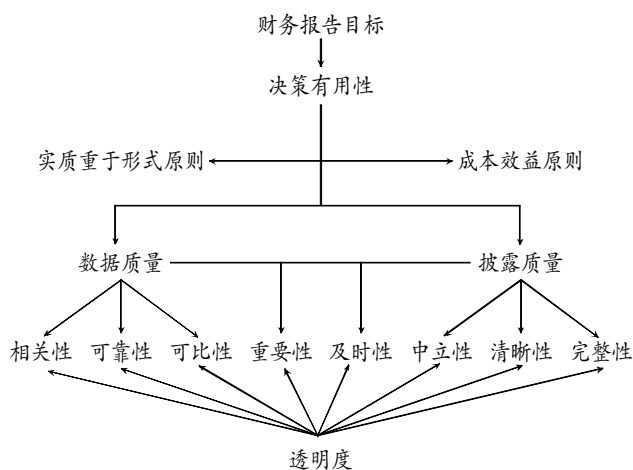 财务报告目标
决策有用性
实质重于形式原则 成本效益原则
数据质量 披露质量
相关性 可靠性 可比性 重要性 及时性 中立性 清晰性 完整性
透明度